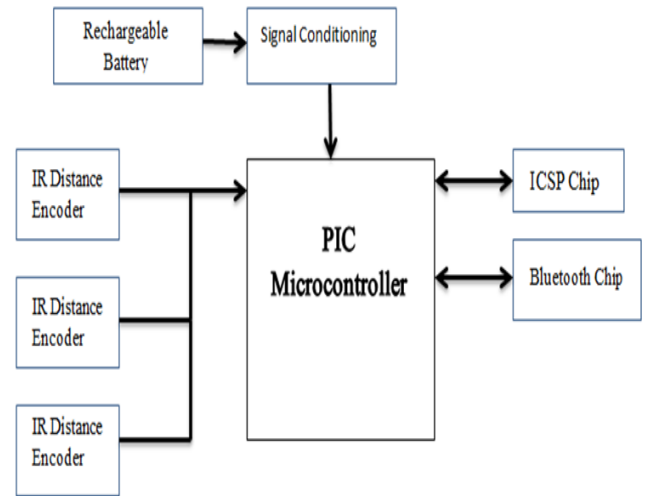 Rechargeable
Battery
Signal Conditioning
IR Distance
Encoder
IR Distance
Encoder
IR Distance
Encoder
PIC
Microcontroller
ICSP Chip
Bluetooth Chip